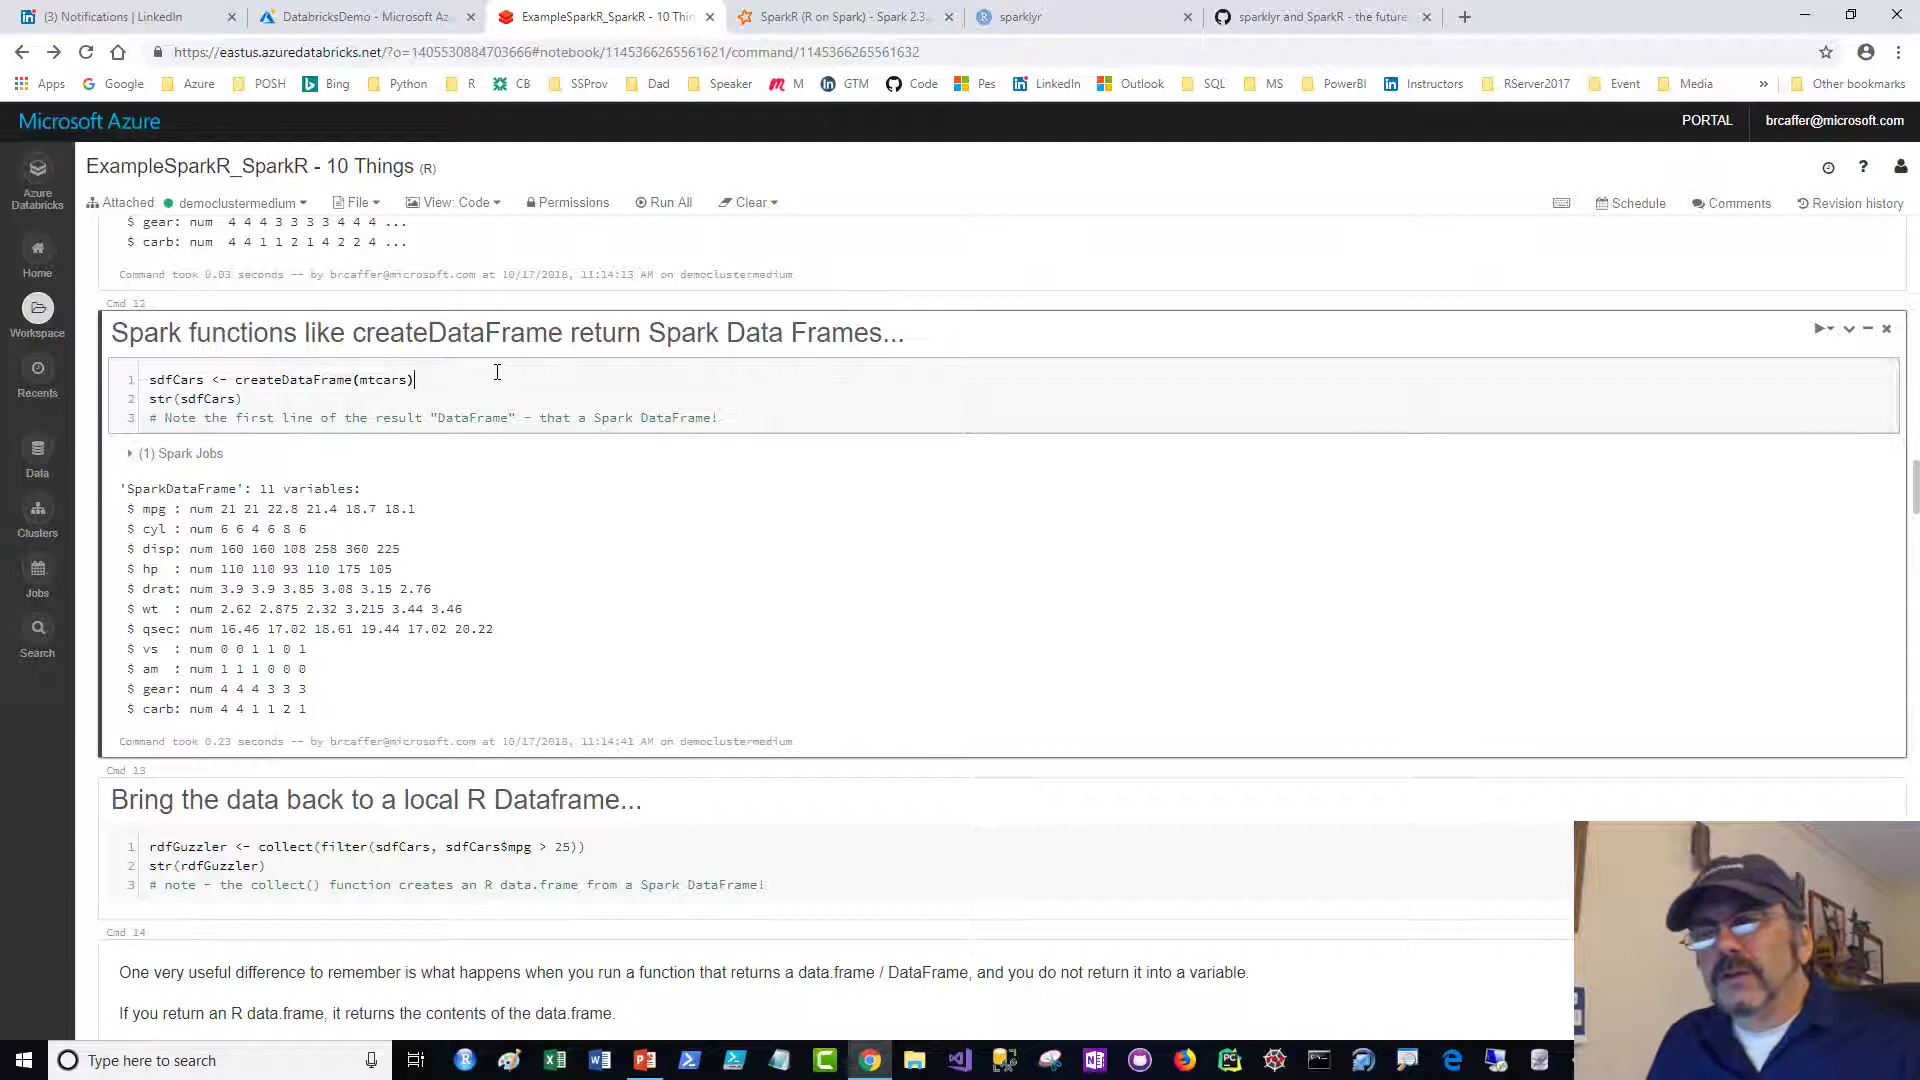 (3) Notifications | LinkedIn
DatabricksDemo - Microsoft Az
ExampleSparkR_SparkR - 10 Thin
SparkR (R on Spark) - Spark 2.3.
sparklyr
sparklyr and SparkR - the future
https://eastus.azuredatabricks.net/?o=1405530884703666#notebook/1145366265561621/command/1145366265561632
Apps Google Azure POSH Bing Python R CB SSProv Dad Speaker M GTM Code Pes LinkedIn Outlook SQL MS PowerBI Instructors RServer2017 Event Media » Other bookmarks
Microsoft Azure PORTAL brcaffer@microsoft.com
ExampleSparkR_SparkR - 10 Things (R)
Attached: democlustermedium File View: Code Permissions Run All Clear Schedule Comments Revision history
Azure Databricks
Home
Workspace
Recents
Data
Clusters
Jobs
Search
$ gear: num 4 4 4 3 3 3 3 4 4 4 ...
$ carb: num 4 4 1 1 2 1 4 2 2 4 ...
Command took 0.03 seconds -- by brcaffer@microsoft.com at 10/17/2018, 11:14:13 AM on democlustermedium
Cmd 12
Spark functions like createDataFrame return Spark Data Frames...
1 sdfCars <- createDataFrame(mtcars)
2 str(sdfCars)
3 # Note the first line of the result "DataFrame" - that a Spark DataFrame!
(1) Spark Jobs
'SparkDataFrame': 11 variables:
$ mpg : num 21 21 22.8 21.4 18.7 18.1
$ cyl : num 6 6 4 6 8 6
$ disp: num 160 160 108 258 360 225
$ hp : num 110 110 93 110 175 105
$ drat: num 3.9 3.9 3.85 3.08 3.15 2.76
$ wt : num 2.62 2.875 2.32 3.215 3.44 3.46
$ qsec: num 16.46 17.02 18.61 19.44 17.02 20.22
$ vs : num 0 0 1 1 0 1
$ am : num 1 1 1 0 0 0
$ gear: num 4 4 4 3 3 3
$ carb: num 4 4 1 1 2 1
Command took 0.23 seconds -- by brcaffer@microsoft.com at 10/17/2018, 11:14:41 AM on democlustermedium
Cmd 13
Bring the data back to a local R Dataframe...
1 rdfGuzzler <- collect(filter(sdfCars, sdfCars$mpg > 25))
2 str(rdfGuzzler)
3 # note - the collect() function creates an R data.frame from a Spark DataFrame!
Cmd 14
One very useful difference to remember is what happens when you run a function that returns a data.frame / DataFrame, and you do not return it into a variable.
If you return an R data.frame, it returns the contents of the data.frame.
Type here to search